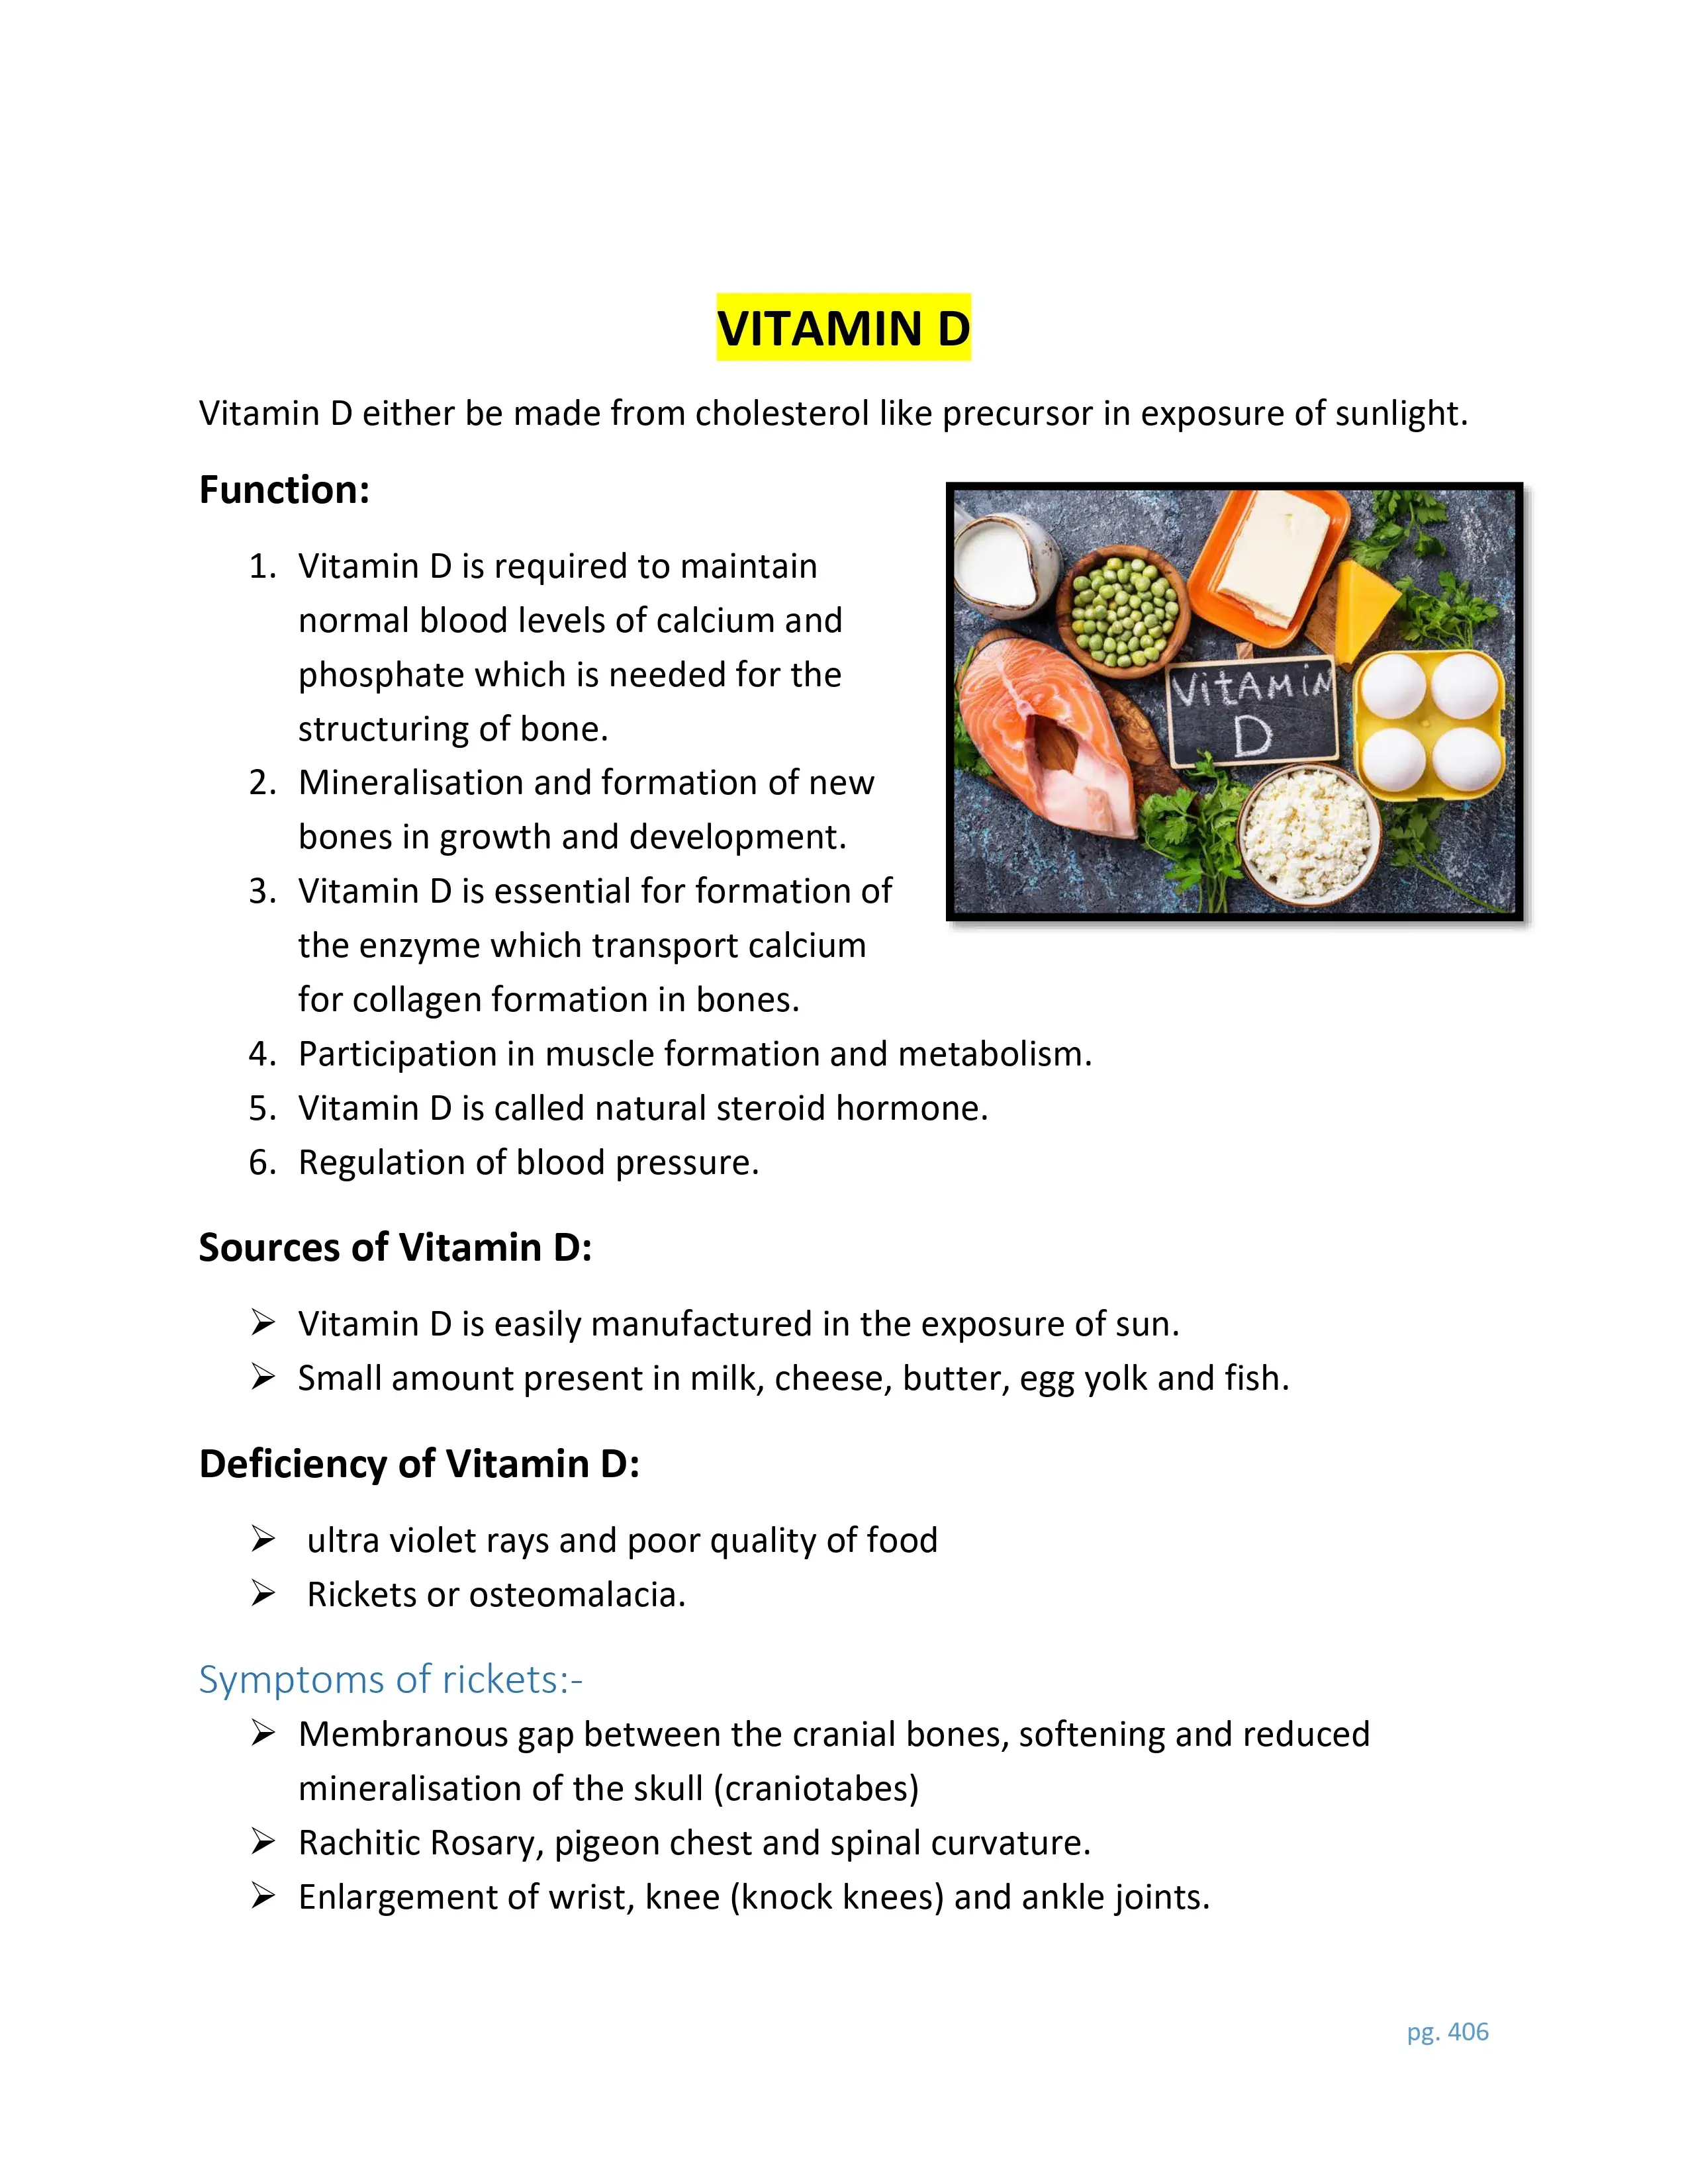 VITAMIN D
Vitamin D either be made from cholesterol like precursor in exposure of sunlight.
Function:
1. Vitamin D is required to maintain
normal blood levels of calcium and
phosphate which is needed for the
structuring of bone.
2. Mineralisation and formation of new
bones in growth and development.
3. Vitamin D is essential for formation of
the enzyme which transport calcium
for collagen formation in bones.
VitAMiN
D
4. Participation in muscle formation and metabolism.
5. Vitamin D is called natural steroid hormone.
6. Regulation of blood pressure.
Sources of Vitamin D:
➢ Vitamin D is easily manufactured in the exposure of sun.
➢ Small amount present in milk, cheese, butter, egg yolk and fish.
Deficiency of Vitamin D:
➢ ultra violet rays and poor quality of food
➢ Rickets or osteomalacia.
Symptoms of rickets:-
➢ Membranous gap between the cranial bones, softening and reduced
mineralisation of the skull (craniotabes)
➢ Rachitic Rosary, pigeon chest and spinal curvature.
➢ Enlargement of wrist, knee (knock knees) and ankle joints.
pg. 406